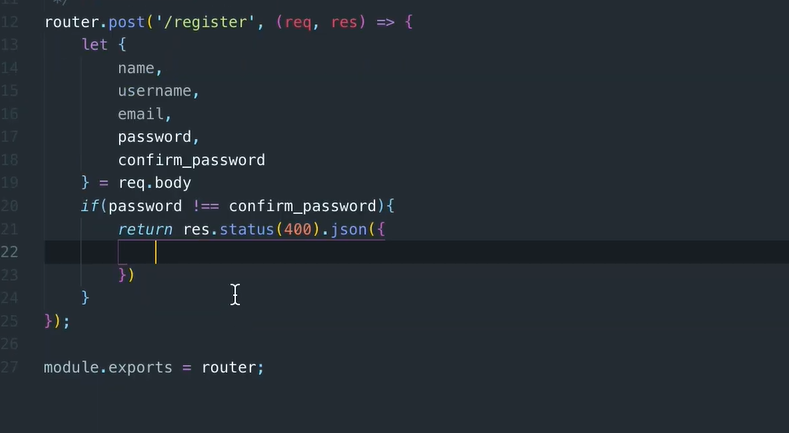 */
12 router.post('/register', (req, res) => {
13     let {
14         name,
15         username,
16         email,
17         password,
18         confirm_password
19     } = req.body
20     if(password !== confirm_password){
21         return res.status(400).json({
22
23         })
24     }
25 });
26
27 module.exports = router;